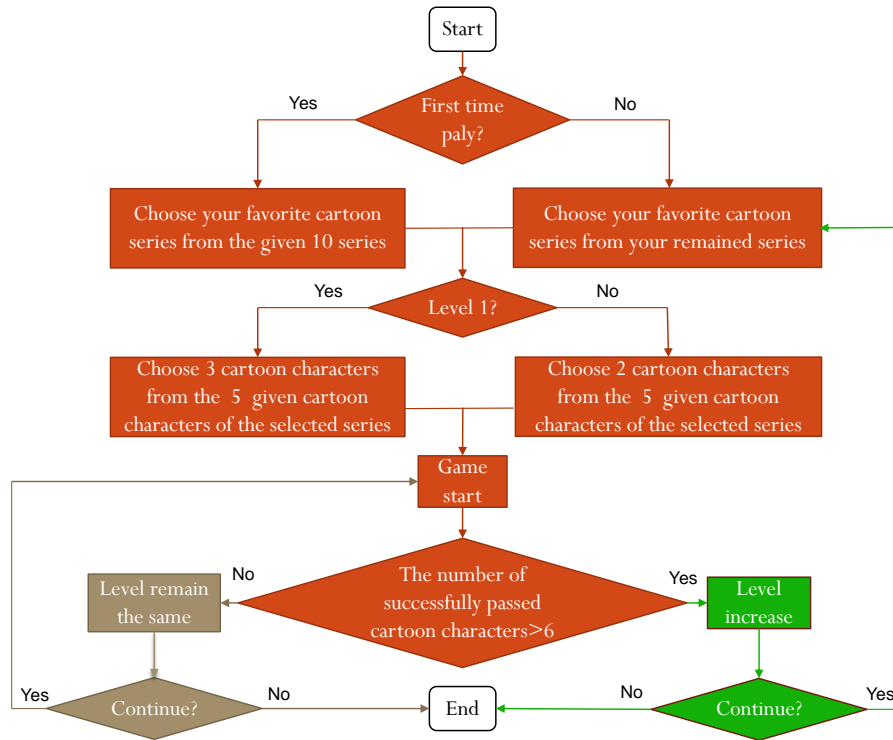 Start
First time
paly?
Yes
No
Choose your favorite cartoon
series from the given 10 series
Choose your favorite cartoon
series from your remained series
Level 1?
Yes
No
Choose 3 cartoon characters
from the 5 given cartoon
characters of the selected series
Choose 2 cartoon characters
from the 5 given cartoon
characters of the selected series
Game
start
The number of
successfully passed
cartoon characters>6
No
Yes
Level remain
the same
Level
increase
Yes
Continue?
No
End
No
Continue?
Yes